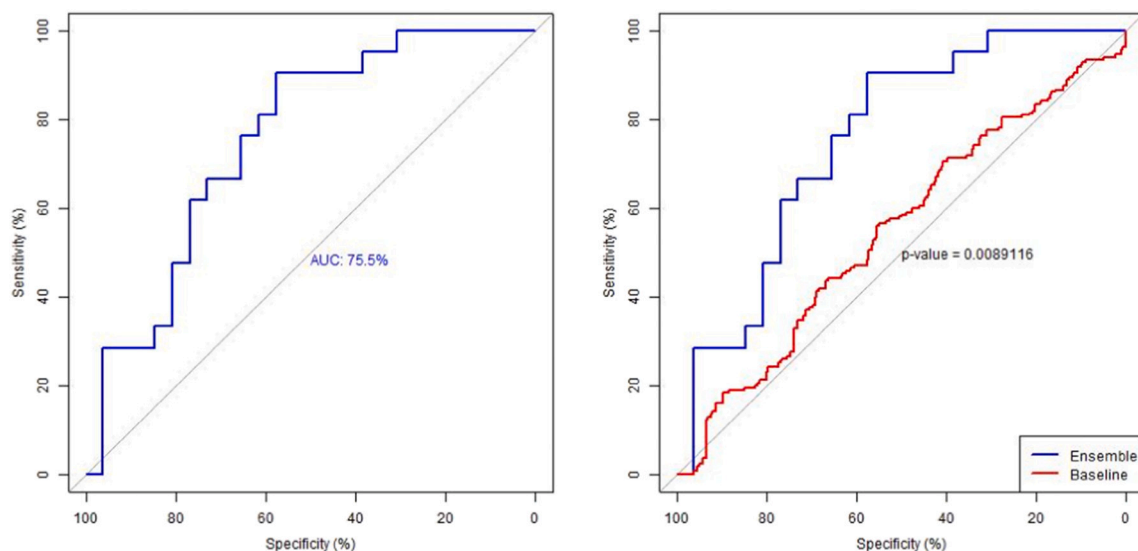 100
80
60
40
20
0
Sensitivity (%)
AUC: 75.5%
100 80 60 40 20 0
Specificity (%)
100
80
60
40
20
0
Sensitivity (%)
p-value = 0.0089116
Ensemble
Baseline
100 80 60 40 20 0
Specificity (%)